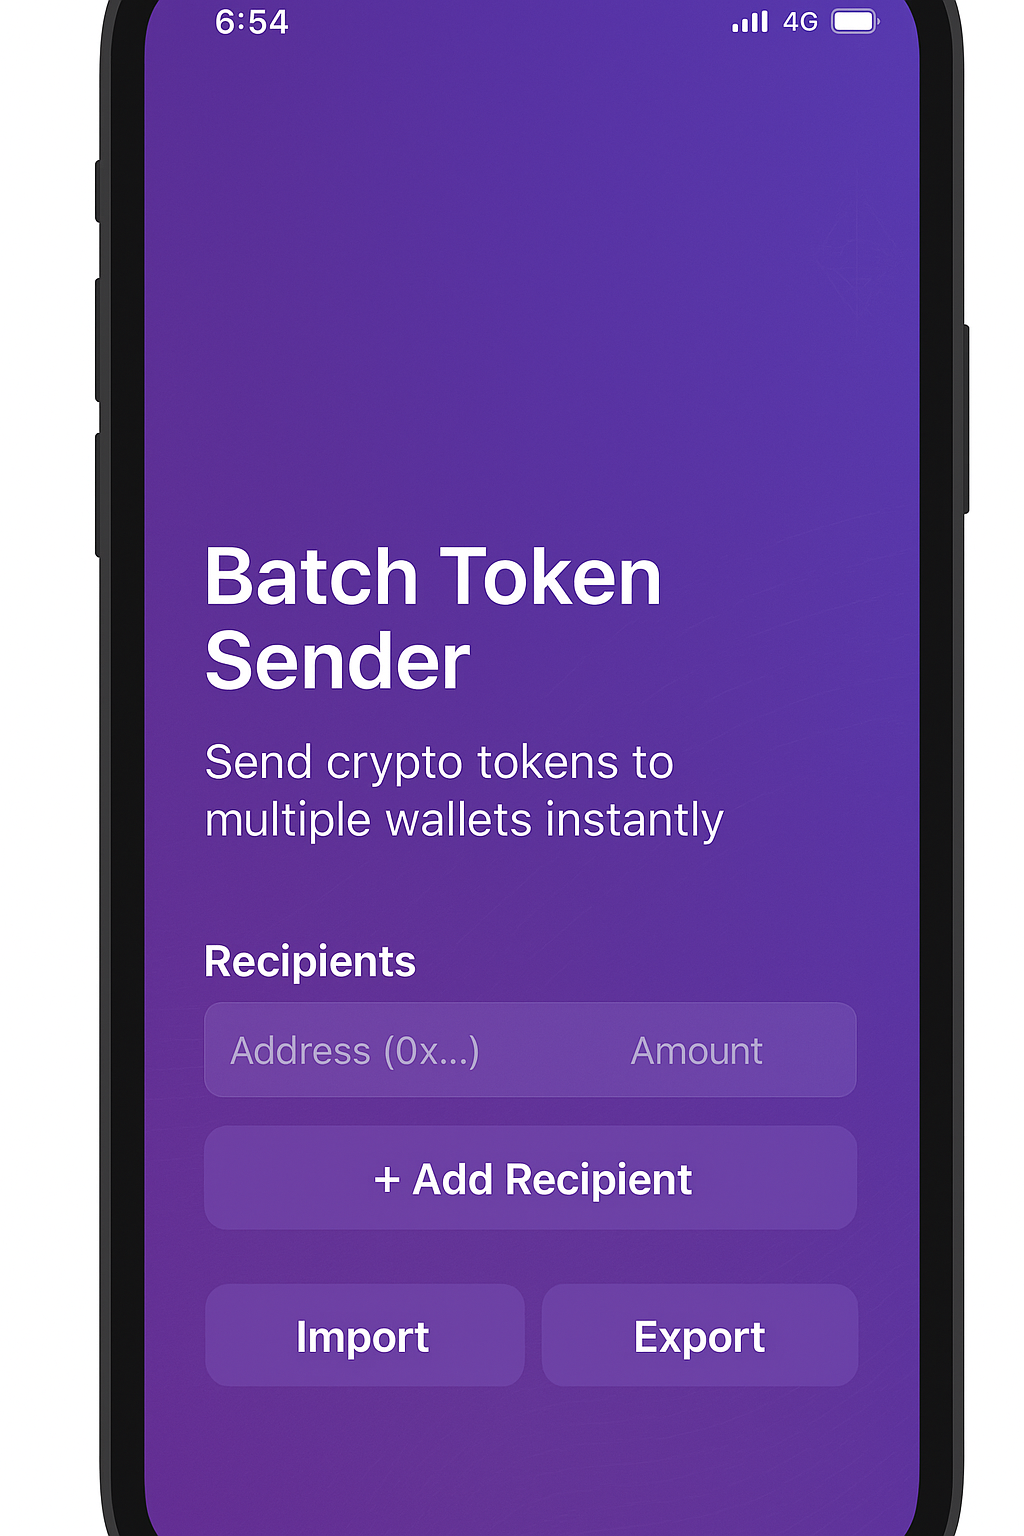 6:54 4G
Batch Token
Sender
Send crypto tokens to
multiple wallets instantly
Recipients
Address (0x...) Amount
+ Add Recipient
Import Export